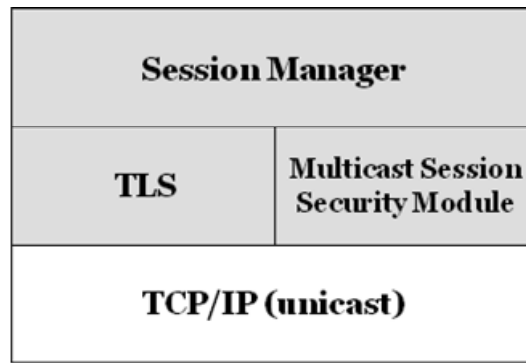 Session Manager
TLS
Multicast Session
Security Module
TCP/IP (unicast)